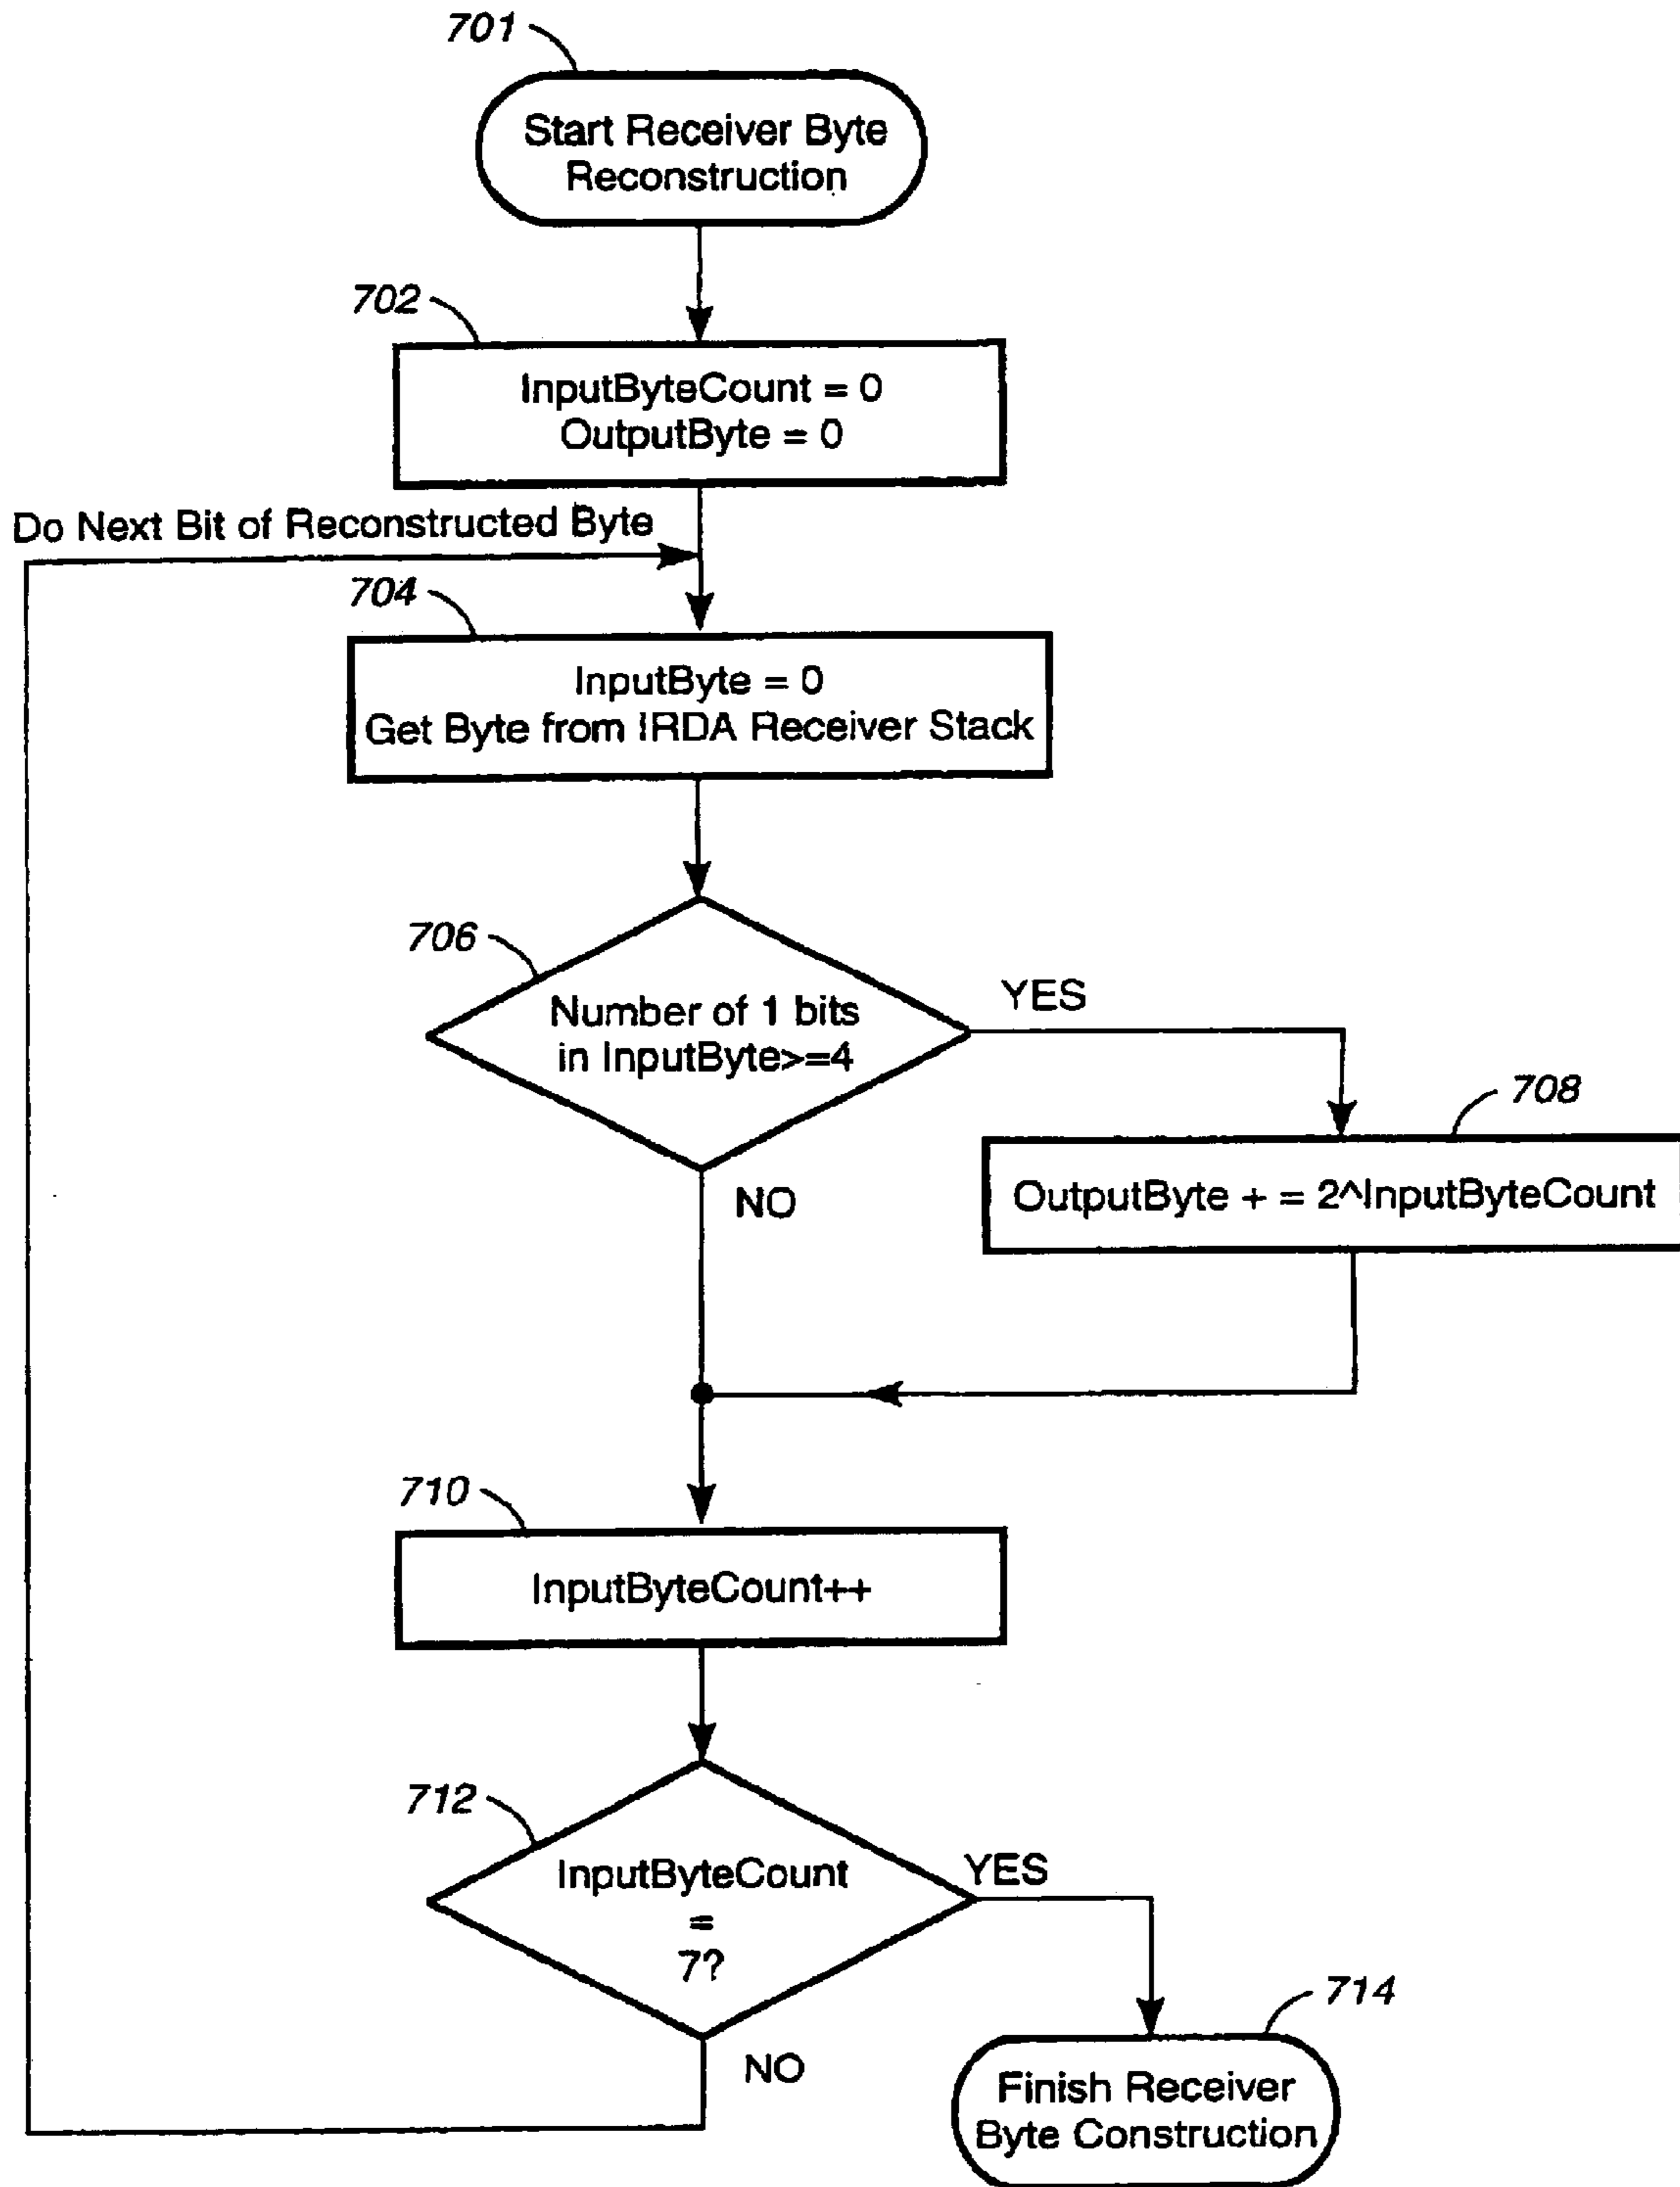 701
Start Receiver Byte
Reconstruction
702
InputByteCount = 0
OutputByte = 0
Do Next Bit of Reconstructed Byte
704
InputByte = 0
Get Byte from IRDA Receiver Stack
706
Number of 1 bits
in InputByte>=4
YES
708
OutputByte + = 2^InputByteCount
NO
710
InputByteCount++
712
InputByteCount
=
7?
YES
714
NO
Finish Receiver
Byte Construction